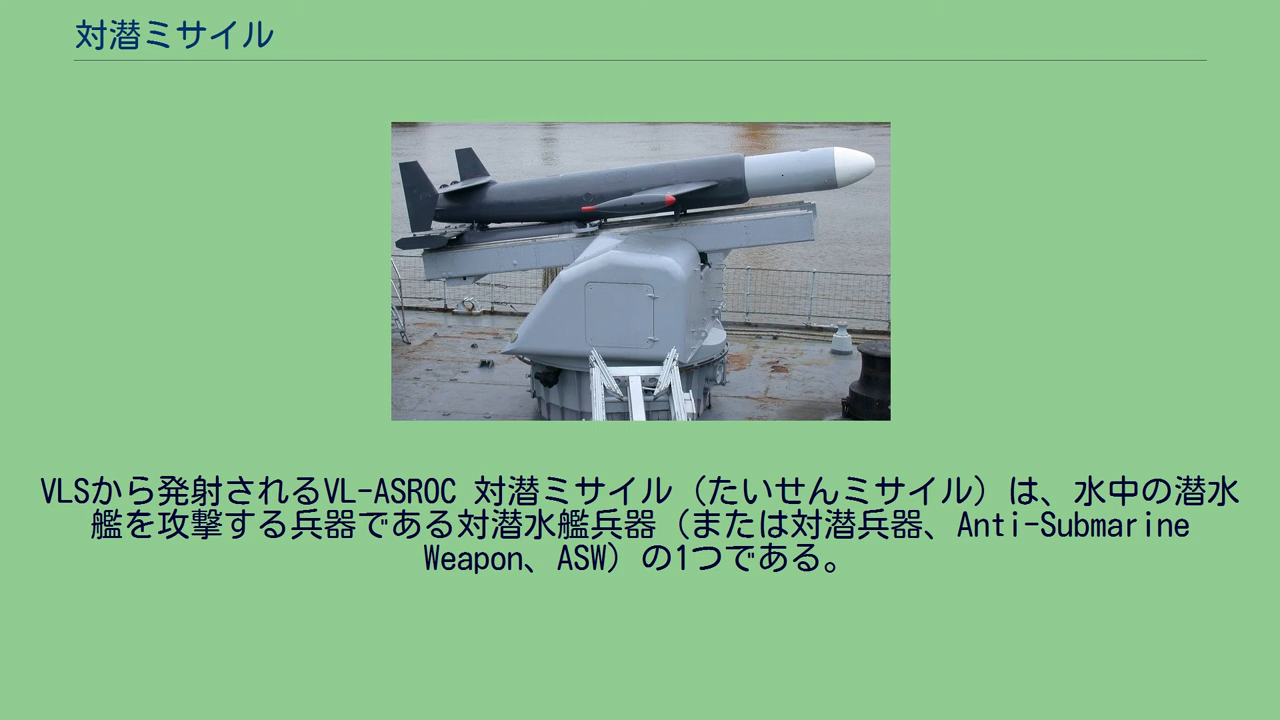 対潜ミサイル
VLSから発射されるVL-ASROC 対潜ミサイル（たいせんミサイル）は、水中の潜水
艦を攻撃する兵器である対潜水艦兵器（または対潜兵器、Anti-Submarine
Weapon、ASW）の1つである。